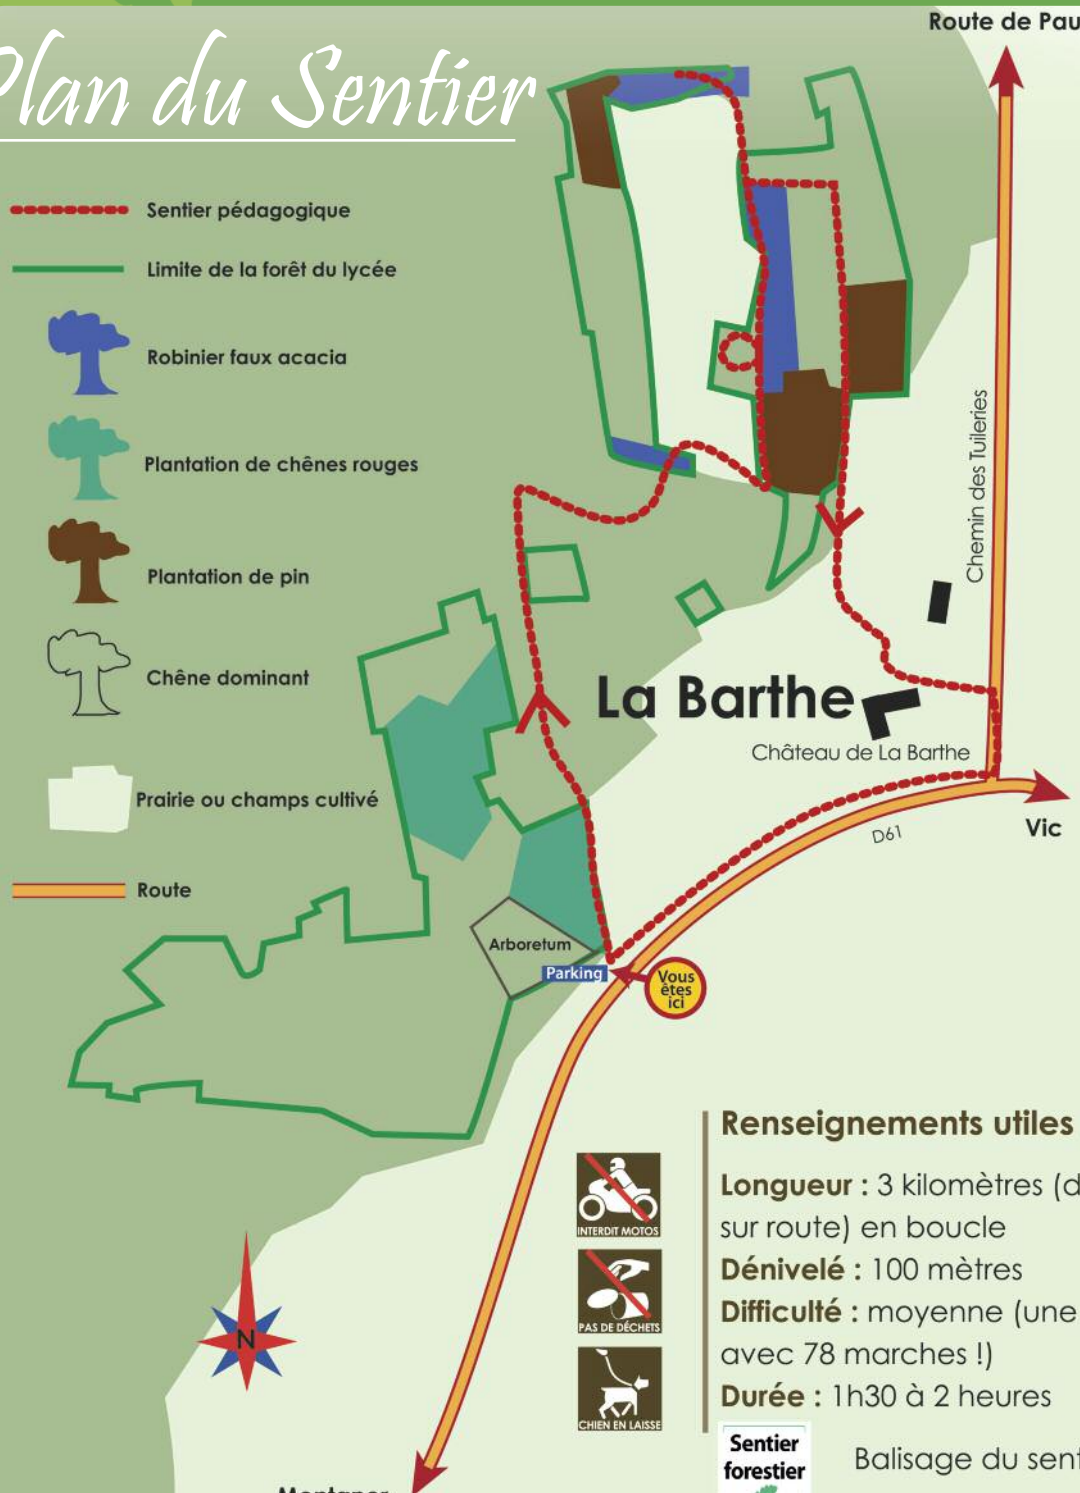 Route de Pau
Plan du Sentier
Sentier pédagogique
Limite de la forêt du lycée
Robinier faux acacia
Plantation de chênes rouges
Plantation de pin
Chêne dominant
Prairie ou champs cultivé
Route
Chemin des Tuileries
La Barthe
Château de La Barthe
D61
Vic
Arboretum
Parking
Vous
êtes
ici
N
INTERDIT MOTOS
PAS DE DÉCHETS
CHIEN EN LAISSE
Renseignements utiles
Longueur : 3 kilomètres (d
sur route) en boucle
Dénivelé : 100 mètres
Difficulté : moyenne (une
avec 78 marches !)
Durée : 1h30 à 2 heures
Sentier
forestier
Balisage du sent
Montaner